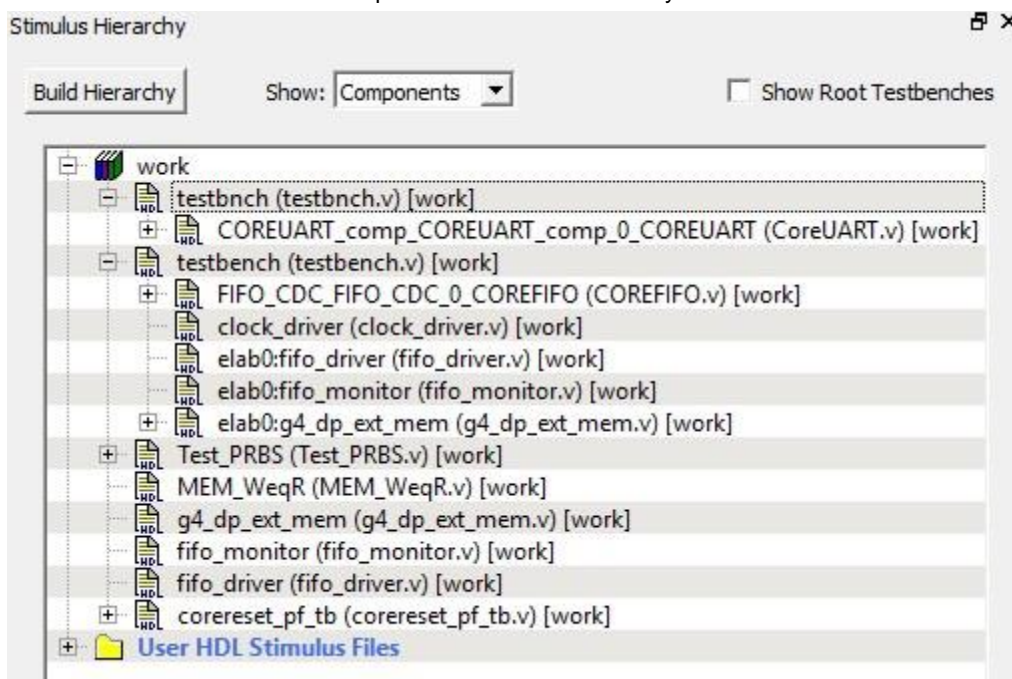 Stimulus Hierarchy
Build Hierarchy Show: Components Show Root Testbenches
work
testbnch (testbnch.v) [work]
COREUART_comp_COREUART_comp_0_COREUART (CoreUART.v) [work]
testbench (testbench.v) [work]
FIFO_CDC_FIFO_CDC_0_COREFIFO (COREFIFO.v) [work]
clock_driver (clock_driver.v) [work]
elab0:fifo_driver (fifo_driver.v) [work]
elab0:fifo_monitor (fifo_monitor.v) [work]
elab0:g4_dp_ext_mem (g4_dp_ext_mem.v) [work]
Test_PRBS (Test_PRBS.v) [work]
MEM_WeqR (MEM_WeqR.v) [work]
g4_dp_ext_mem (g4_dp_ext_mem.v) [work]
fifo_monitor (fifo_monitor.v) [work]
fifo_driver (fifo_driver.v) [work]
corereset_pf_tb (corereset_pf_tb.v) [work]
User HDL Stimulus Files